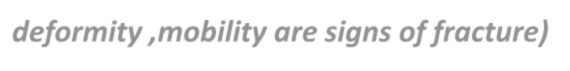 deformity ,mobility are signs of fracture)